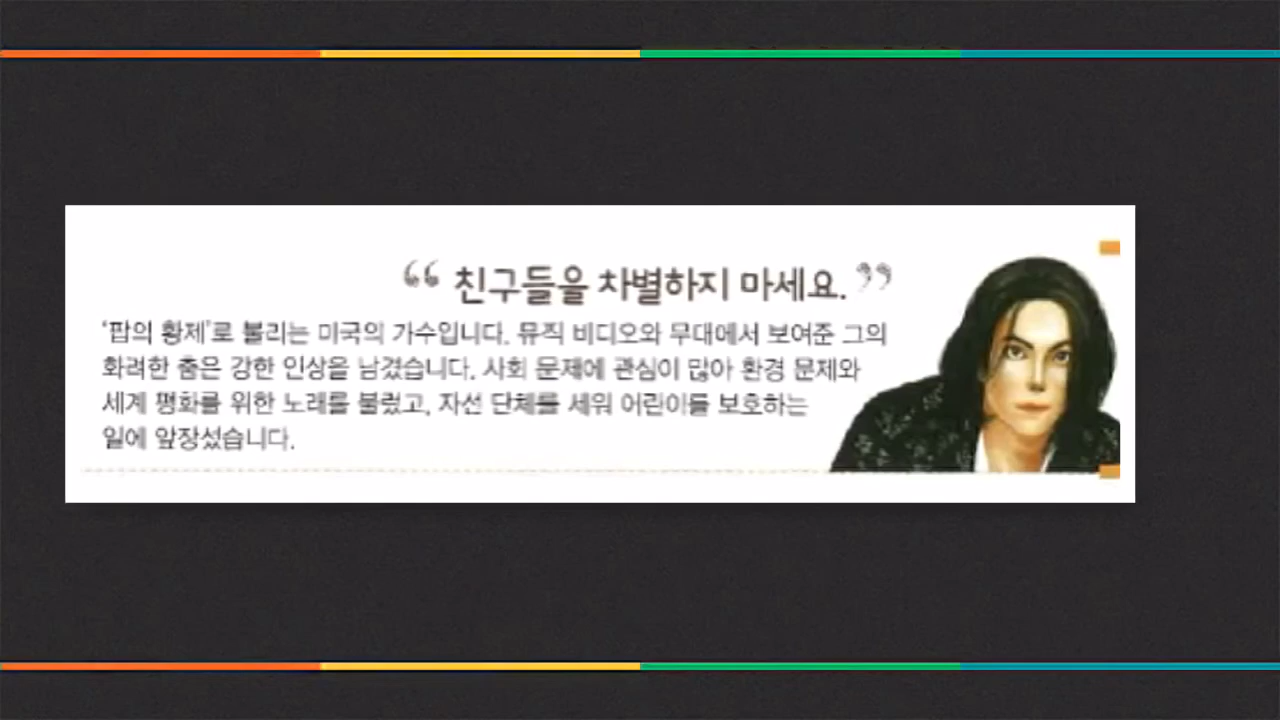 “ 친구들을 차별하지 마세요. ”
‘팝의 황제’로 불리는 미국의 가수입니다. 뮤직 비디오와 무대에서 보여준 그의
화려한 춤은 강한 인상을 남겼습니다. 사회 문제에 관심이 많아 환경 문제와
세계 평화를 위한 노래를 불렀고, 자선 단체를 세워 어린이를 보호하는
일에 앞장섰습니다.